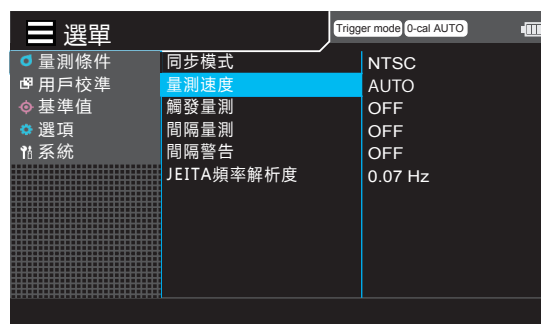 選單
Trigger mode 0-cal AUTO
量測條件
用戶校準
基準值
選項
系統
同步模式 NTSC
量測速度 AUTO
觸發量測 OFF
間隔量測 OFF
間隔警告 OFF
JEITA頻率解析度 0.07 Hz